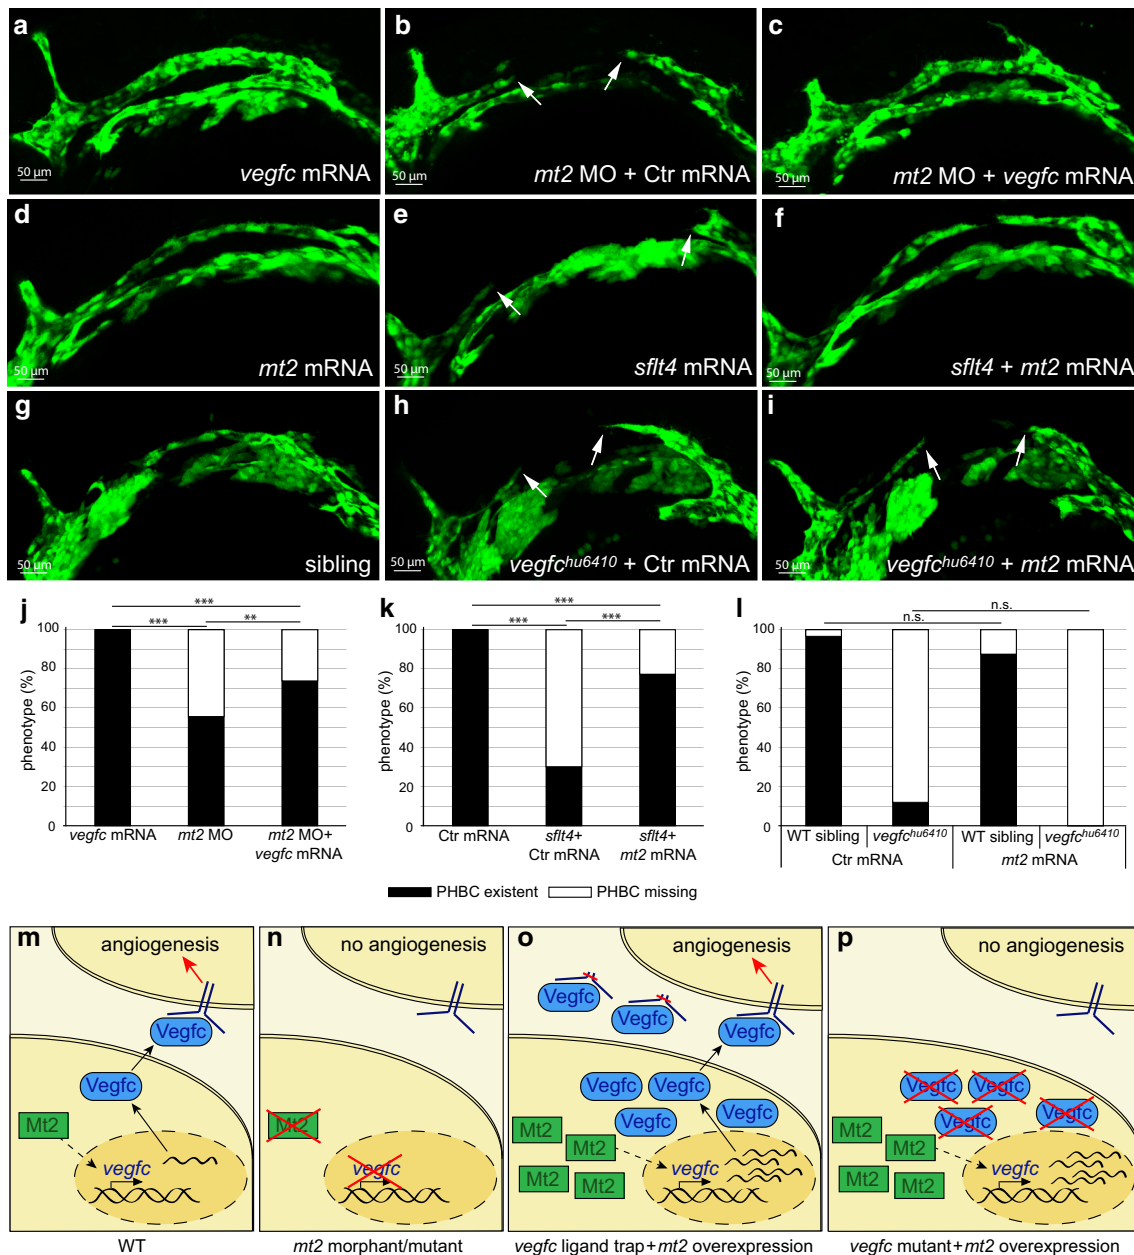 a
50 µm
vegfc mRNA
b
50 µm
mt2 MO + Ctr mRNA
c
50 µm
mt2 MO + vegfc mRNA
d
50 µm
mt2 mRNA
e
50 µm
sflt4 mRNA
f
50 µm
sflt4 + mt2 mRNA
g
50 µm
sibling
h
50 µm
vegfchu6410 + Ctr mRNA
i
50 µm
vegfchu6410 + mt2 mRNA
j
***
***
**
phenotype (%)
100
80
60
40
20
0
vegfc mRNA
mt2 MO
mt2 MO+
vegfc mRNA
k
***
***
***
phenotype (%)
100
80
60
40
20
0
Ctr mRNA
sflt4+
Ctr mRNA
sflt4+
mt2 mRNA
l
n.s.
n.s.
phenotype (%)
100
80
60
40
20
0
WT sibling
vegfchu6410
WT sibling
vegfchu6410
Ctr mRNA
mt2 mRNA
PHBC existent
PHBC missing
m
angiogenesis
Vegfc
Vegfc
Mt2
vegfc
WT
n
no angiogenesis
Mt2
vegfc
mt2 morphant/mutant
o
angiogenesis
Vegfc
Vegfc
Vegfc
Vegfc
Vegfc
Vegfc
Vegfc
Mt2
Mt2
Mt2
Mt2
vegfc
vegfc ligand trap+mt2 overexpression
p
no angiogenesis
Vegfc
Vegfc
Vegfc
Vegfc
Mt2
Mt2
Mt2
Mt2
vegfc
vegfc mutant+mt2 overexpression